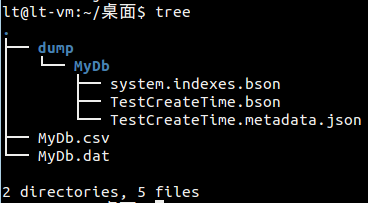 lt@lt-vm:~/桌面$ tree
.
├── dump
│   └── MyDb
│       ├── system.indexes.bson
│       ├── TestCreateTime.bson
│       └── TestCreateTime.metadata.json
├── MyDb.csv
└── MyDb.dat
2 directories, 5 files